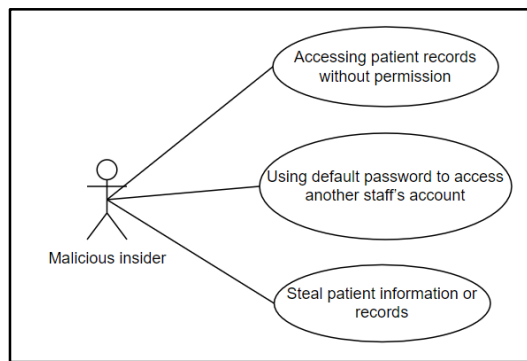 Accessing patient records
without permission
Using default password to access
another staff's account
Malicious insider
Steal patient information or
records